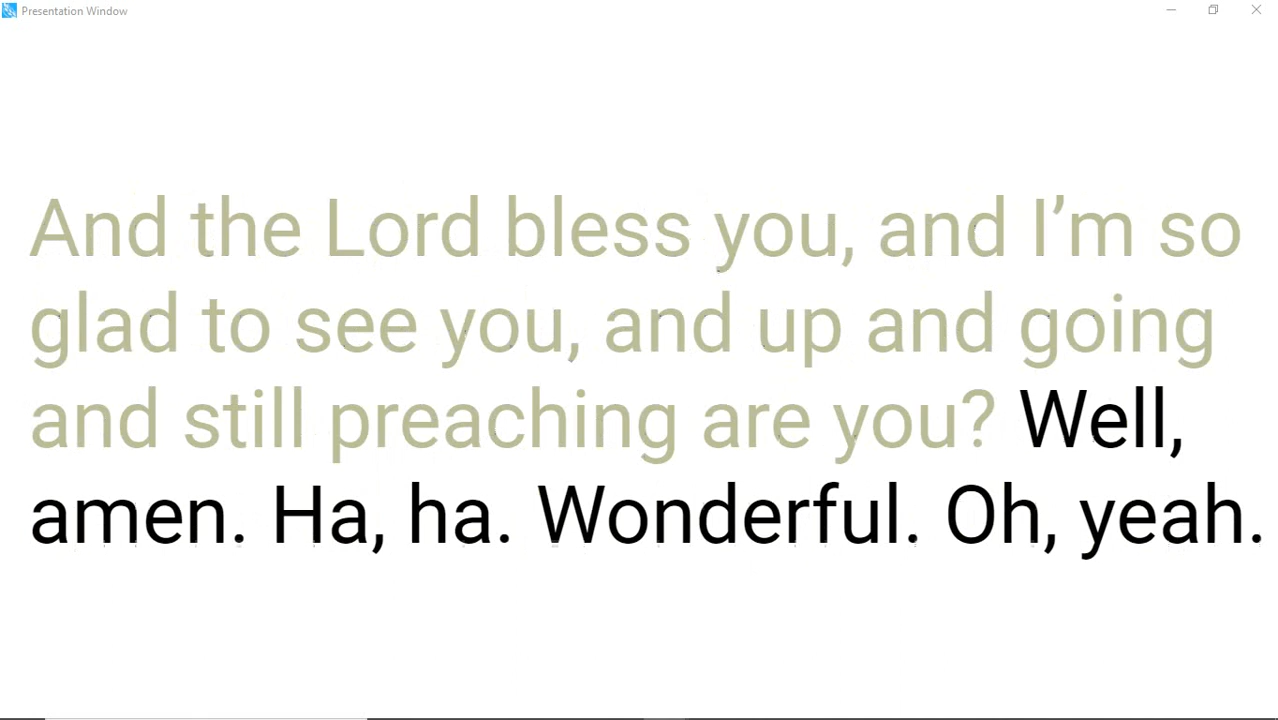 Presentation Window
And the Lord bless you, and I’m so
glad to see you, and up and going
and still preaching are you? Well,
amen. Ha, ha. Wonderful. Oh, yeah.